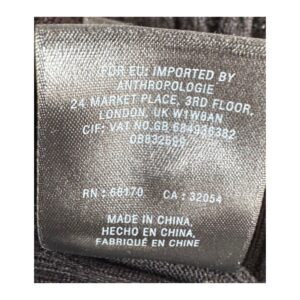 FOR EU: IMPORTED BY
ANTHROPOLOGIE
24 MARKET PLACE, 3RD FLOOR,
LONDON, UK W1W8AN
CIF: VAT NO.GB 684936382
RN : 66170 CA : 32054
MADE IN CHINA,
HECHO EN CHINA,
FABRIQUÉ EN CHINE